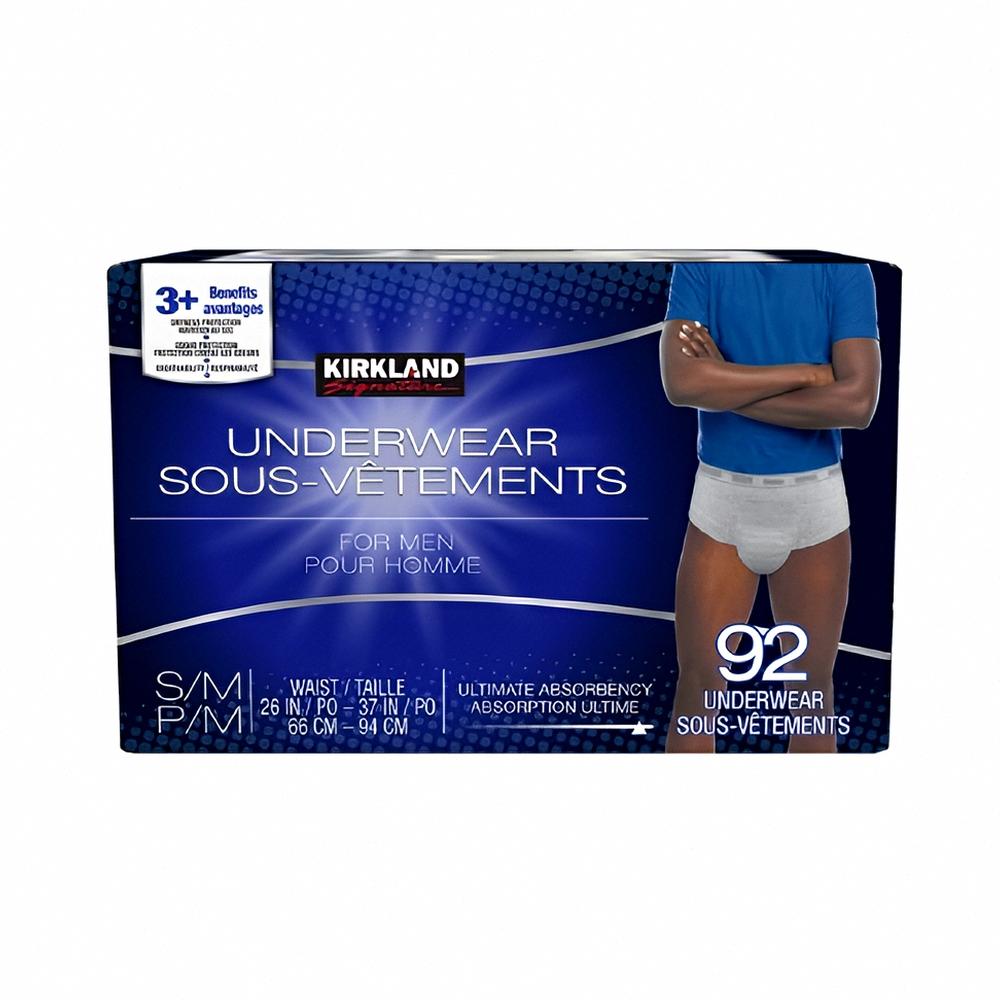 3+ Benefits
avantages
KIRKLAND
Signature
UNDERWEAR
SOUS-VÊTEMENTS
FOR MEN
POUR HOMME
S/M
P/M
WAIST / TAILLE
26 IN / PO – 37 IN / PO
66 CM – 94 CM
ULTIMATE ABSORBENCY
ABSORPTION ULTIME
92
UNDERWEAR
SOUS-VÊTEMENTS